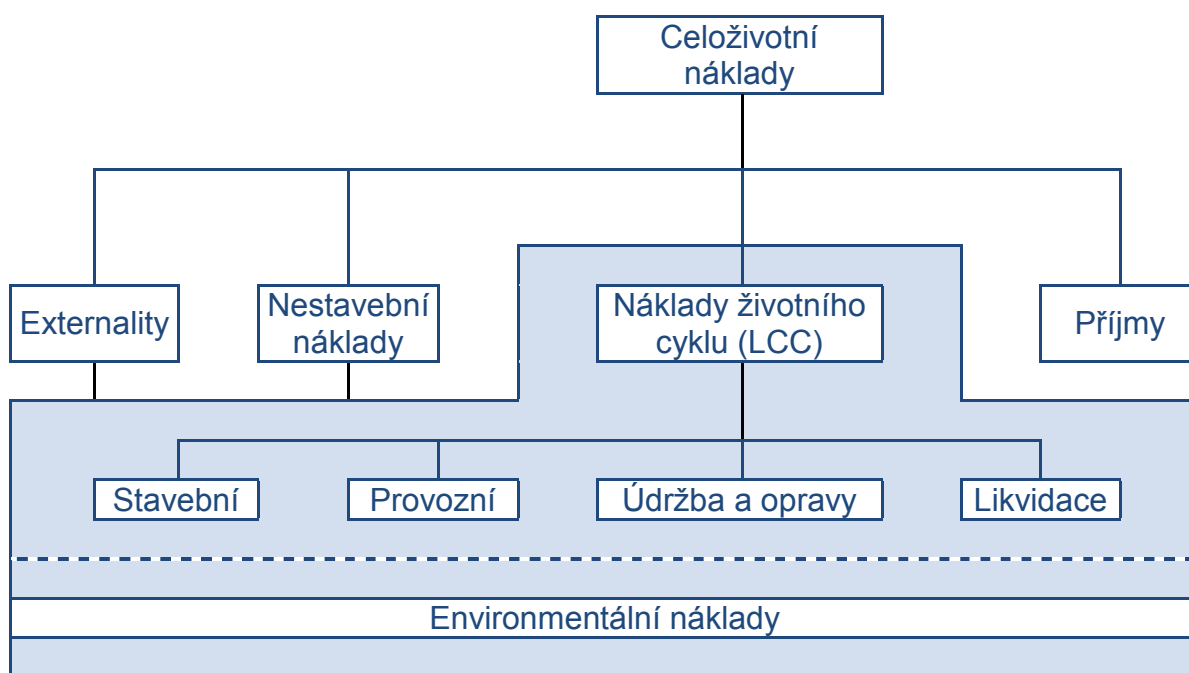 Celoživotní
náklady
Externality
Nestavební
náklady
Náklady životního
cyklu (LCC)
Příjmy
Stavební
Provozní
Údržba a opravy
Likvidace
Environmentální náklady